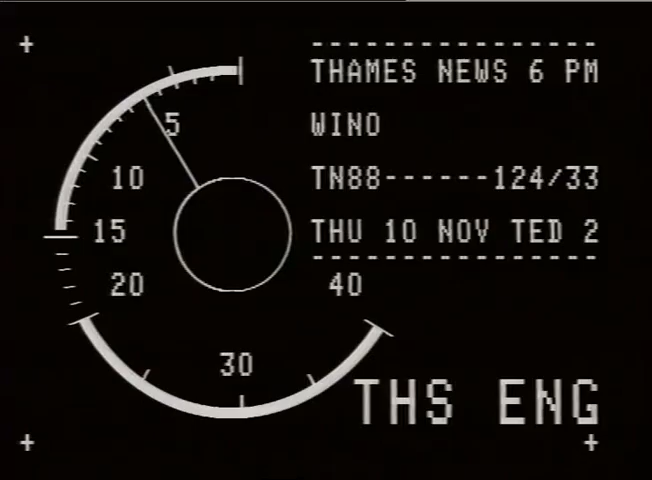 THAMES NEWS 6 PM
WINO
TN88------124/33
THU 10 NOV TED 2
5
10
15
20
40
30
THS ENG